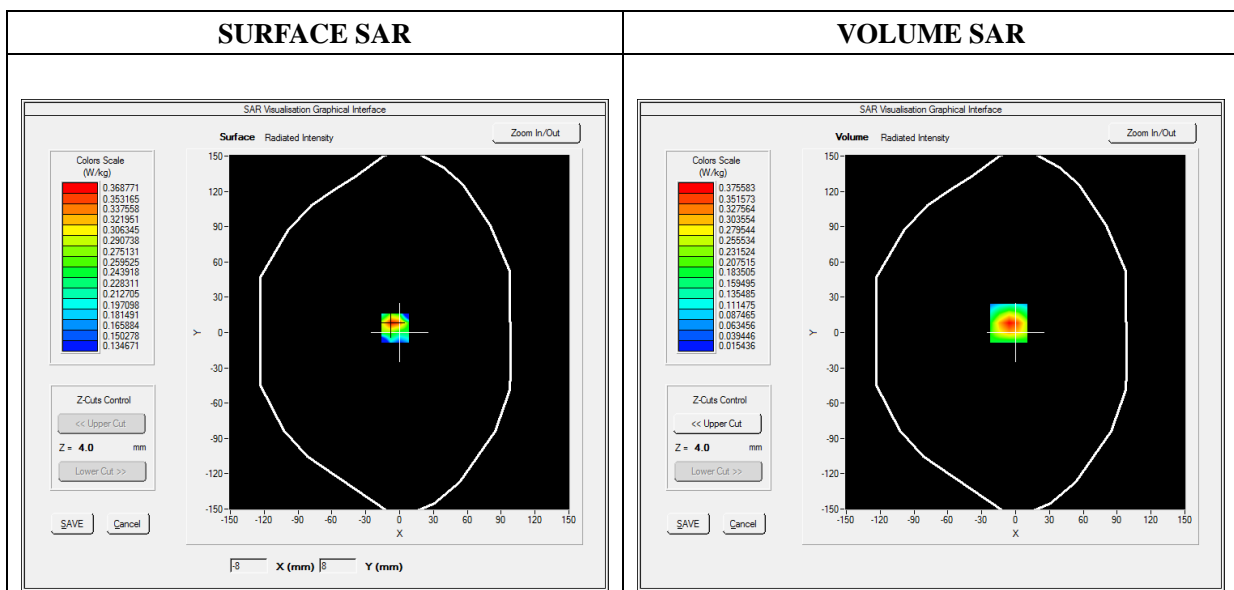 SURFACE SAR
VOLUME SAR
SAR Visualisation Graphical Interface
Surface Radiated Intensity
Zoom In/Out
Colors Scale
(W/kg)
0.368771
0.353165
0.337558
0.321951
0.306345
0.290738
0.275131
0.259525
0.243918
0.228311
0.212705
0.197098
0.181491
0.165884
0.150278
0.134671
Z-Cuts Control
<< Upper Cut
Z = 4.0 mm
Lower Cut >>
SAVE Cancel
150
120
90
60
30
0
-30
-60
-90
-120
-150
Y
-150 -120 -90 -60 -30 0 30 60 90 120 150
X
-8 X (mm) 8 Y (mm)
SAR Visualisation Graphical Interface
Volume Radiated Intensity
Zoom In/Out
Colors Scale
(W/kg)
0.375583
0.351573
0.327564
0.303554
0.279544
0.255534
0.231524
0.207515
0.183505
0.159495
0.135485
0.111475
0.087465
0.063456
0.039446
0.015436
Z-Cuts Control
<< Upper Cut
Z = 4.0 mm
Lower Cut >>
SAVE Cancel
150
120
90
60
30
0
-30
-60
-90
-120
-150
Y
-150 -120 -90 -60 -30 0 30 60 90 120 150
X